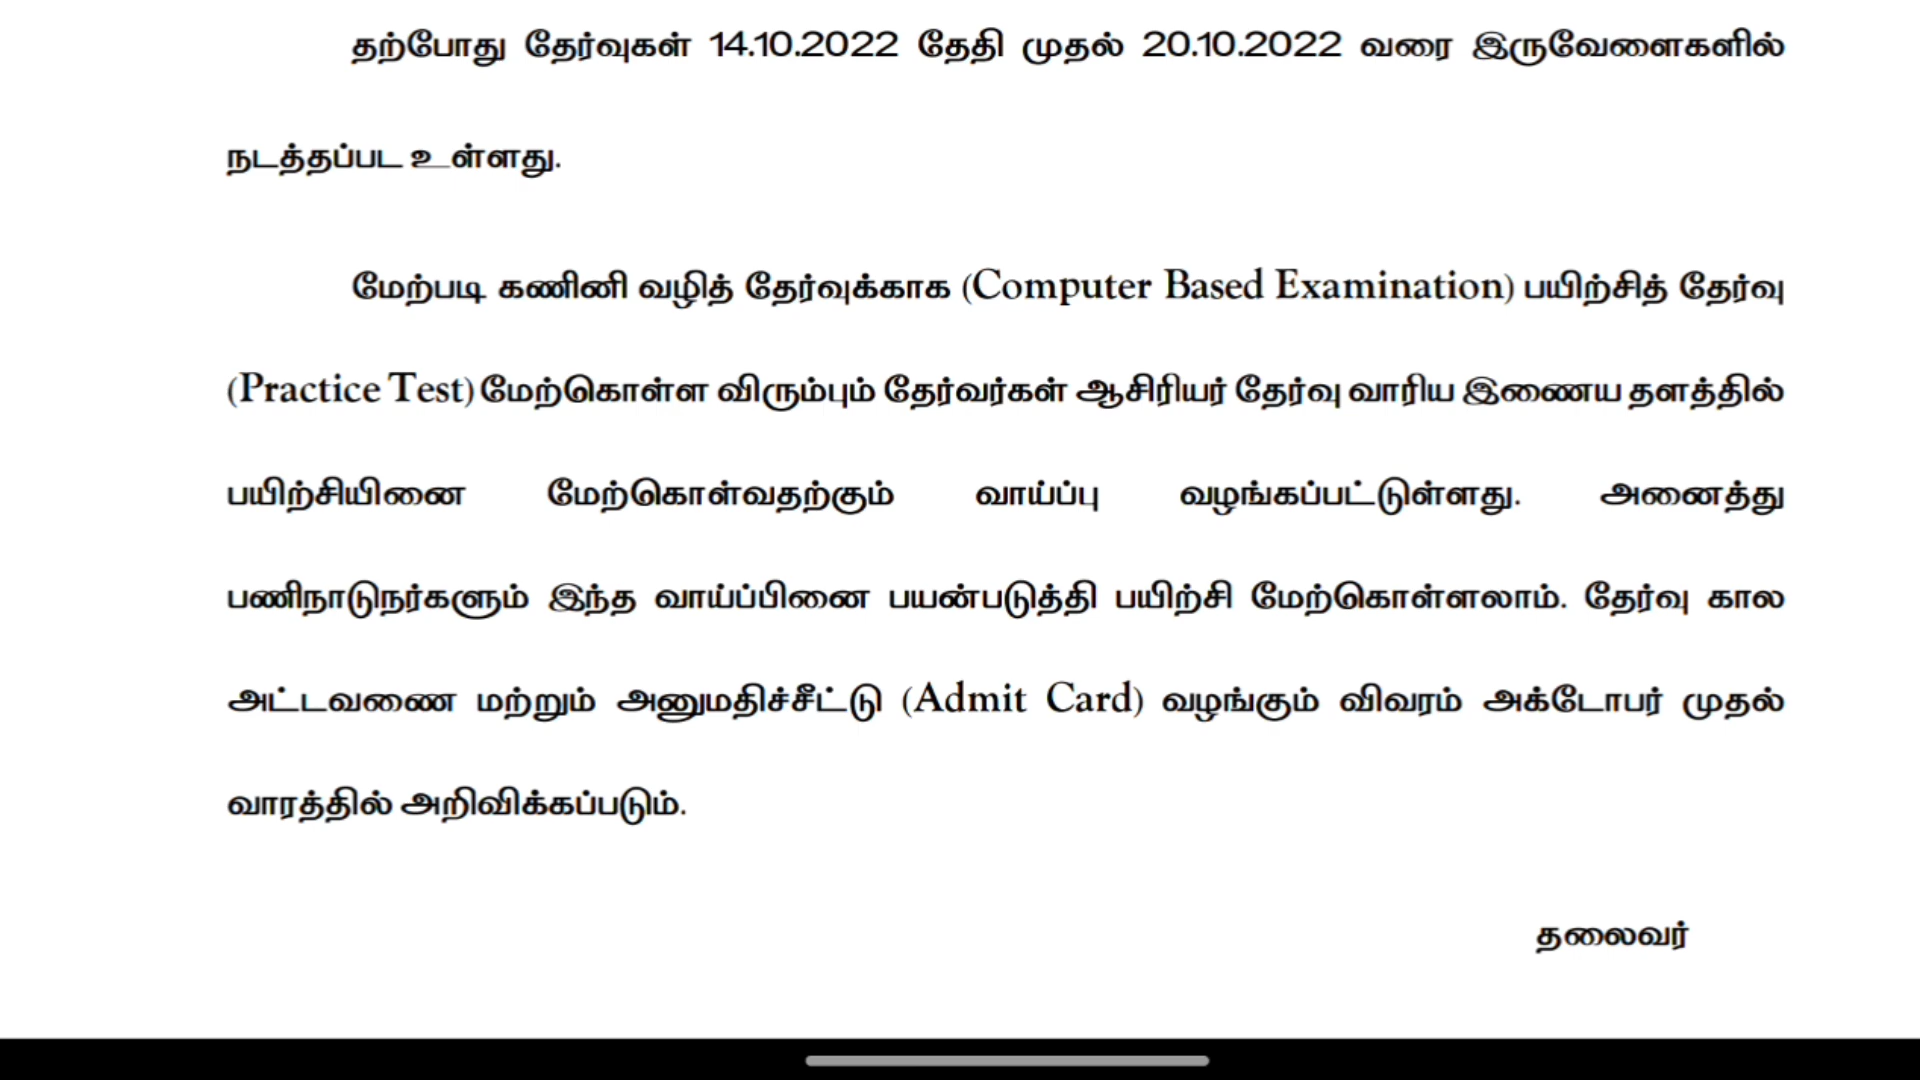 தற்போது தேர்வுகள் 14.10.2022 தேதி முதல் 20.10.2022 வரை இருவேளைகளில்
நடத்தப்பட உள்ளது.
மேற்படி கணினி வழித் தேர்வுக்காக (Computer Based Examination) பயிற்சித் தேர்வு
(Practice Test) மேற்கொள்ள விரும்பும் தேர்வர்கள் ஆசிரியர் தேர்வு வாரிய இணைய தளத்தில்
பயிற்சியினை மேற்கொள்வதற்கும் வாய்ப்பு வழங்கப்பட்டுள்ளது. அனைத்து
பணிநாடுநர்களும் இந்த வாய்ப்பினை பயன்படுத்தி பயிற்சி மேற்கொள்ளலாம். தேர்வு கால
அட்டவணை மற்றும் அனுமதிச்சீட்டு (Admit Card) வழங்கும் விவரம் அக்டோபர் முதல்
வாரத்தில் அறிவிக்கப்படும்.
தலைவர்